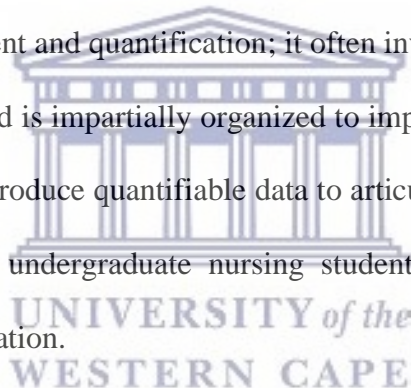 ent and quantification; it often in
d is impartially organized to imp
roduce quantifiable data to articu
undergraduate nursing student
UNIVERSITY of the
ation.
WESTERN CAPE